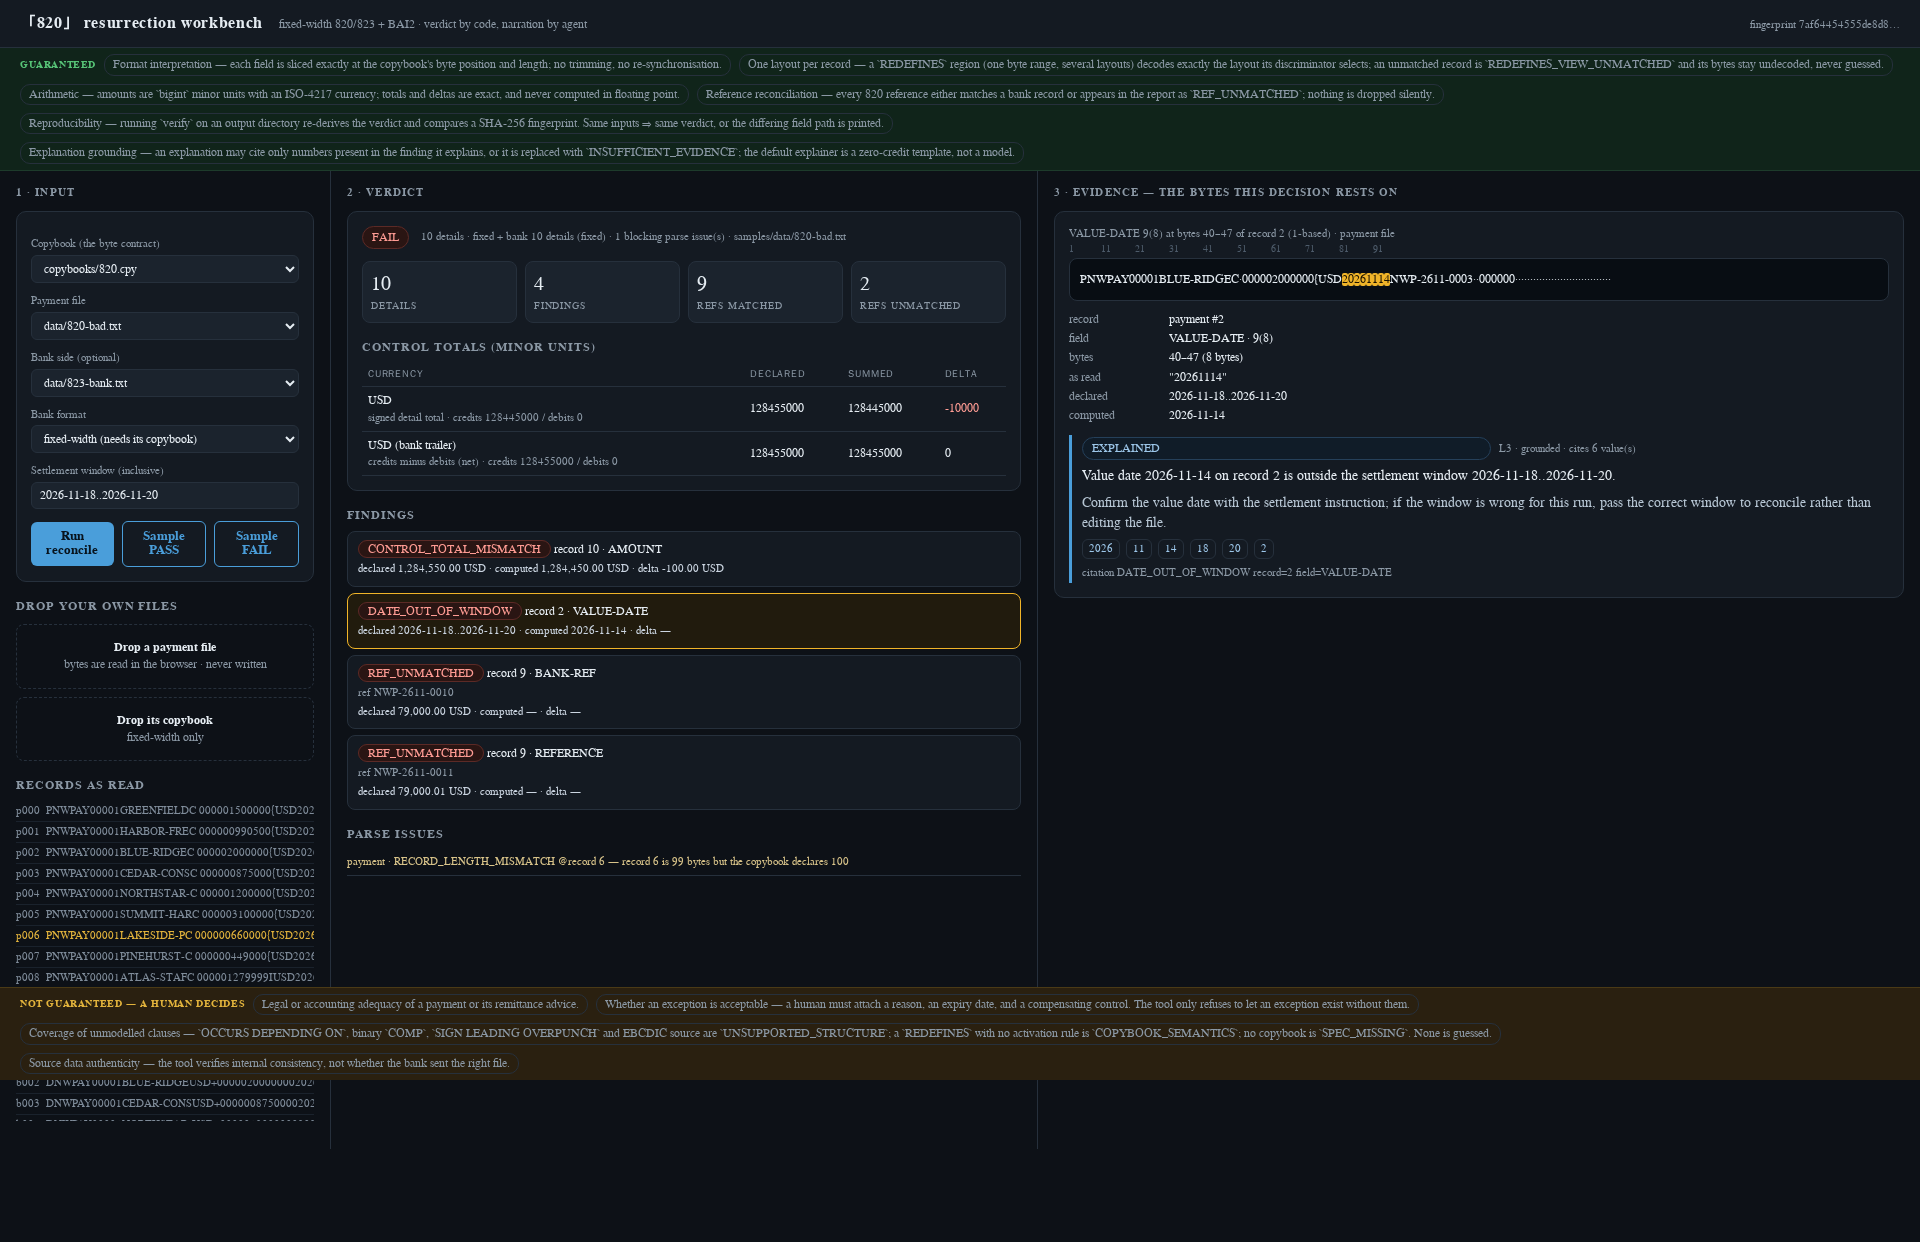 「820」 resurrection workbench
fixed-width 820/823 + BAI2 · verdict by code, narration by agent
fingerprint 7af64454555de8d8…
GUARANTEED
Format interpretation — each field is sliced exactly at the copybook's byte position and length; no trimming, no re-synchronisation.
One layout per record — a `REDEFINES` region (one byte range, several layouts) decodes exactly the layout its discriminator selects; an unmatched record is `REDEFINES_VIEW_UNMATCHED` and its bytes stay undecoded, never guessed.
Arithmetic — amounts are `bigint` minor units with an ISO-4217 currency; totals and deltas are exact, and never computed in floating point.
Reference reconciliation — every 820 reference either matches a bank record or appears in the report as `REF_UNMATCHED`; nothing is dropped silently.
Reproducibility — running `verify` on an output directory re-derives the verdict and compares a SHA-256 fingerprint. Same inputs ⇒ same verdict, or the differing field path is printed.
Explanation grounding — an explanation may cite only numbers present in the finding it explains, or it is replaced with `INSUFFICIENT_EVIDENCE`; the default explainer is a zero-credit template, not a model.
1 · INPUT
Copybook (the byte contract)
copybooks/820.cpy
Payment file
data/820-bad.txt
Bank side (optional)
data/823-bank.txt
Bank format
fixed-width (needs its copybook)
Settlement window (inclusive)
2026-11-18..2026-11-20
Run reconcile
Sample PASS
Sample FAIL
DROP YOUR OWN FILES
Drop a payment file
bytes are read in the browser · never written
Drop its copybook
fixed-width only
RECORDS AS READ
p000 PNWPAY00001GREENFIELDC 000001500000{USD202
p001 PNWPAY00001HARBOR-FREC 000000990500{USD202
p002 PNWPAY00001BLUE-RIDGEC 000002000000{USD202
p003 PNWPAY00001CEDAR-CONSC 000000875000{USD202
p004 PNWPAY00001NORTHSTAR-C 000001200000{USD202
p005 PNWPAY00001SUMMIT-HARC 000003100000{USD202
p006 PNWPAY00001LAKESIDE-PC 000000660000{USD2026
p007 PNWPAY00001PINEHURST-C 000000449000{USD2026
p008 PNWPAY00001ATLAS-STAFC 000001279999IUSD202
2 · VERDICT
FAIL
10 details · fixed + bank 10 details (fixed) · 1 blocking parse issue(s) · samples/data/820-bad.txt
10
DETAILS
4
FINDINGS
9
REFS MATCHED
2
REFS UNMATCHED
CONTROL TOTALS (MINOR UNITS)
CURRENCY DECLARED SUMMED DELTA
USD
signed detail total · credits 128445000 / debits 0
128455000 128445000 -10000
USD (bank trailer)
credits minus debits (net) · credits 128455000 / debits 0
128455000 128455000 0
FINDINGS
CONTROL_TOTAL_MISMATCH record 10 · AMOUNT
declared 1,284,550.00 USD · computed 1,284,450.00 USD · delta -100.00 USD
DATE_OUT_OF_WINDOW record 2 · VALUE-DATE
declared 2026-11-18..2026-11-20 · computed 2026-11-14 · delta —
REF_UNMATCHED record 9 · BANK-REF
ref NWP-2611-0010
declared 79,000.00 USD · computed — · delta —
REF_UNMATCHED record 9 · REFERENCE
ref NWP-2611-0011
declared 79,000.01 USD · computed — · delta —
PARSE ISSUES
payment · RECORD_LENGTH_MISMATCH @record 6 — record 6 is 99 bytes but the copybook declares 100
3 · EVIDENCE — THE BYTES THIS DECISION RESTS ON
VALUE-DATE 9(8) at bytes 40–47 of record 2 (1-based) · payment file
1 11 21 31 41 51 61 71 81 91
PNWPAY00001BLUE-RIDGEC·000002000000{USD20261114NWP-2611-0003··000000································
record payment #2
field VALUE-DATE · 9(8)
bytes 40–47 (8 bytes)
as read "20261114"
declared 2026-11-18..2026-11-20
computed 2026-11-14
EXPLAINED
L3 · grounded · cites 6 value(s)
Value date 2026-11-14 on record 2 is outside the settlement window 2026-11-18..2026-11-20.
Confirm the value date with the settlement instruction; if the window is wrong for this run, pass the correct window to reconcile rather than
editing the file.
2026 11 14 18 20 2
citation DATE_OUT_OF_WINDOW record=2 field=VALUE-DATE
NOT GUARANTEED — A HUMAN DECIDES
Legal or accounting adequacy of a payment or its remittance advice.
Whether an exception is acceptable — a human must attach a reason, an expiry date, and a compensating control. The tool only refuses to let an exception exist without them.
Coverage of unmodelled clauses — `OCCURS DEPENDING ON`, binary `COMP`, `SIGN LEADING OVERPUNCH` and EBCDIC source are `UNSUPPORTED_STRUCTURE`; a `REDEFINES` with no activation rule is `COPYBOOK_SEMANTICS`; no copybook is `SPEC_MISSING`. None is guessed.
Source data authenticity — the tool verifies internal consistency, not whether the bank sent the right file.
b002 DNWPAY00001BLUE-RIDGEUSD+0000020000000202
b003 DNWPAY00001CEDAR-CONSUSD+0000008750000202